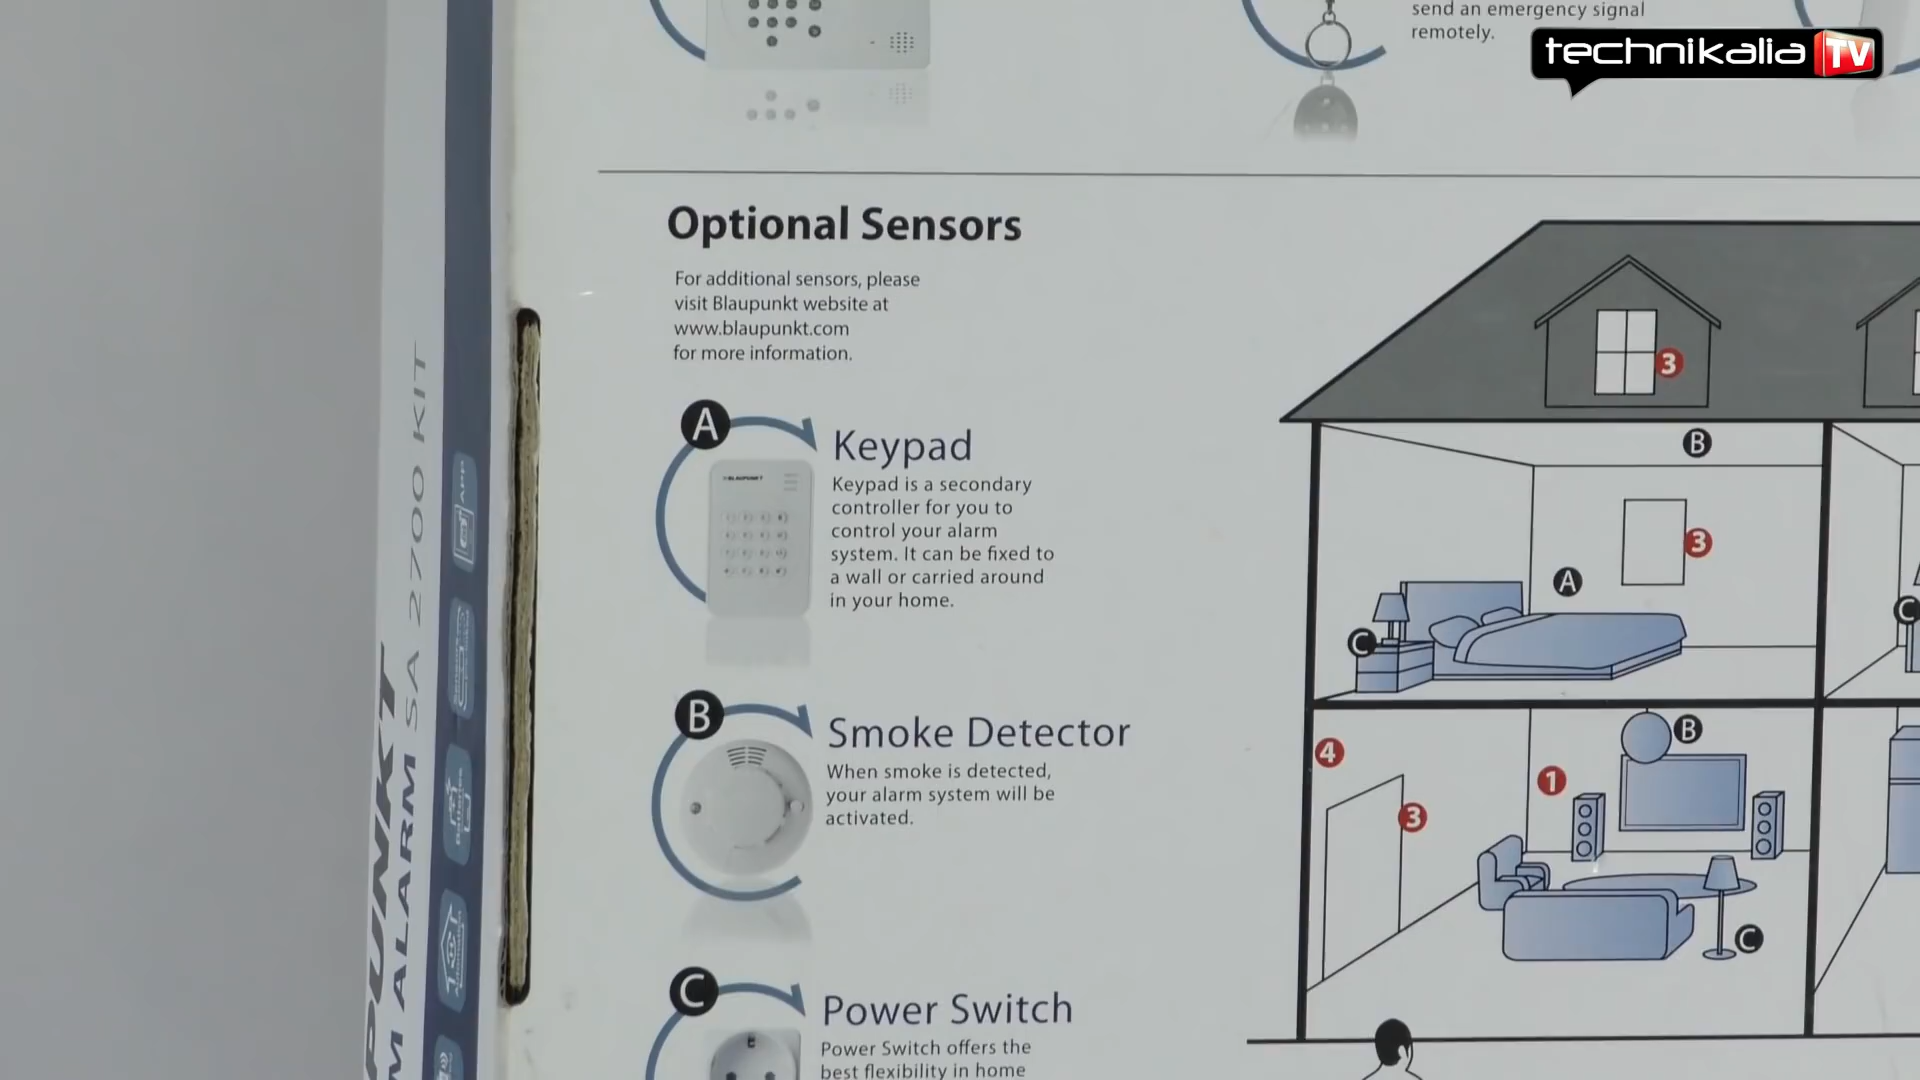 send an emergency signal
remotely.
technikalia TV
Optional Sensors
For additional sensors, please
visit Blaupunkt website at
www.blaupunkt.com
for more information.
A
Keypad
BLAUPUNKT
Keypad is a secondary
controller for you to
control your alarm
system. It can be fixed to
a wall or carried around
in your home.
B
Smoke Detector
When smoke is detected,
your alarm system will be
activated.
C
Power Switch
Power Switch offers the
best flexibility in home
3
B
3
A
C
C
4
B
1
3
C
PUNKT
M ALARM SA 2700 KIT
APP